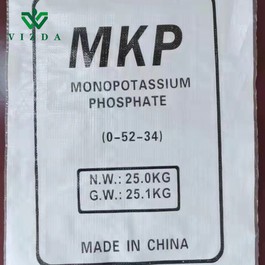 VIZDA
MKP
MONOPOTASSIUM
PHOSPHATE
(0-52-34)
N.W.: 25.0KG
G.W.: 25.1KG
MADE IN CHINA